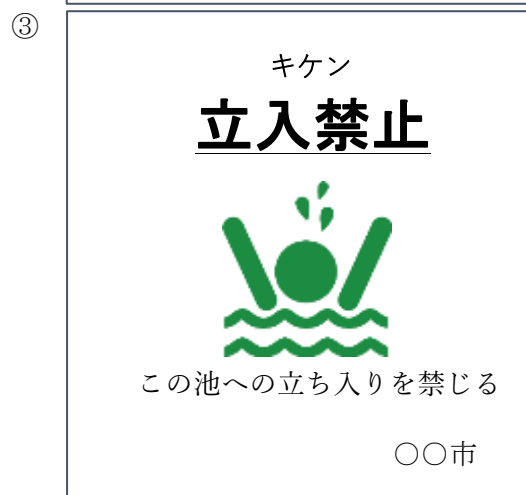 ③
キケン
立入禁止
この池への立ち入りを禁じる
○○市